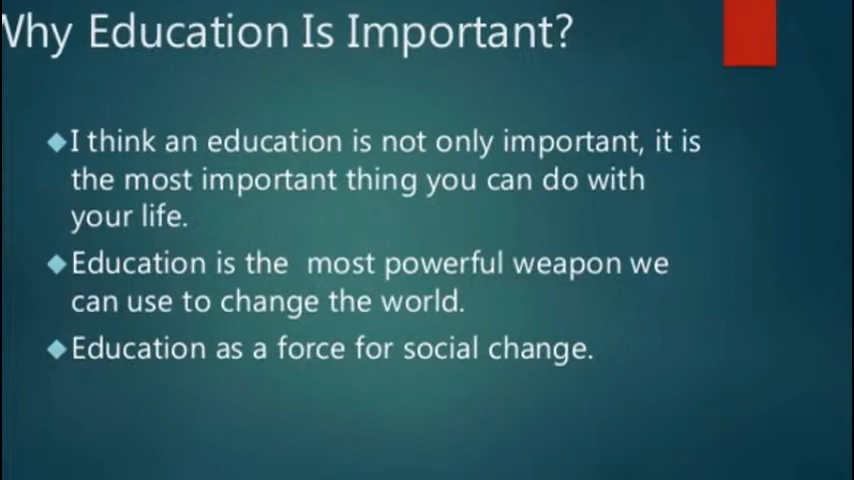 Why Education Is Important?
I think an education is not only important, it is
the most important thing you can do with
your life.
Education is the most powerful weapon we
can use to change the world.
Education as a force for social change.